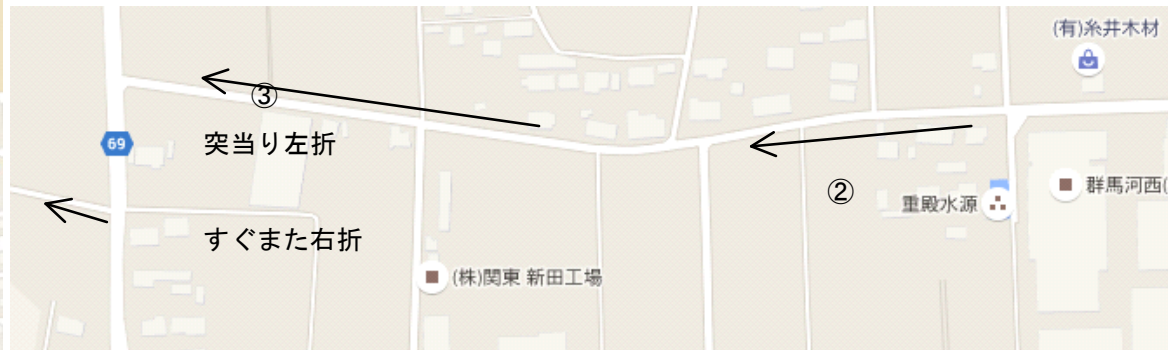 (有)糸井木材
③
69
突当り左折
②
群馬河西(
重殿水源
すぐまた右折
(株)関東 新田工場